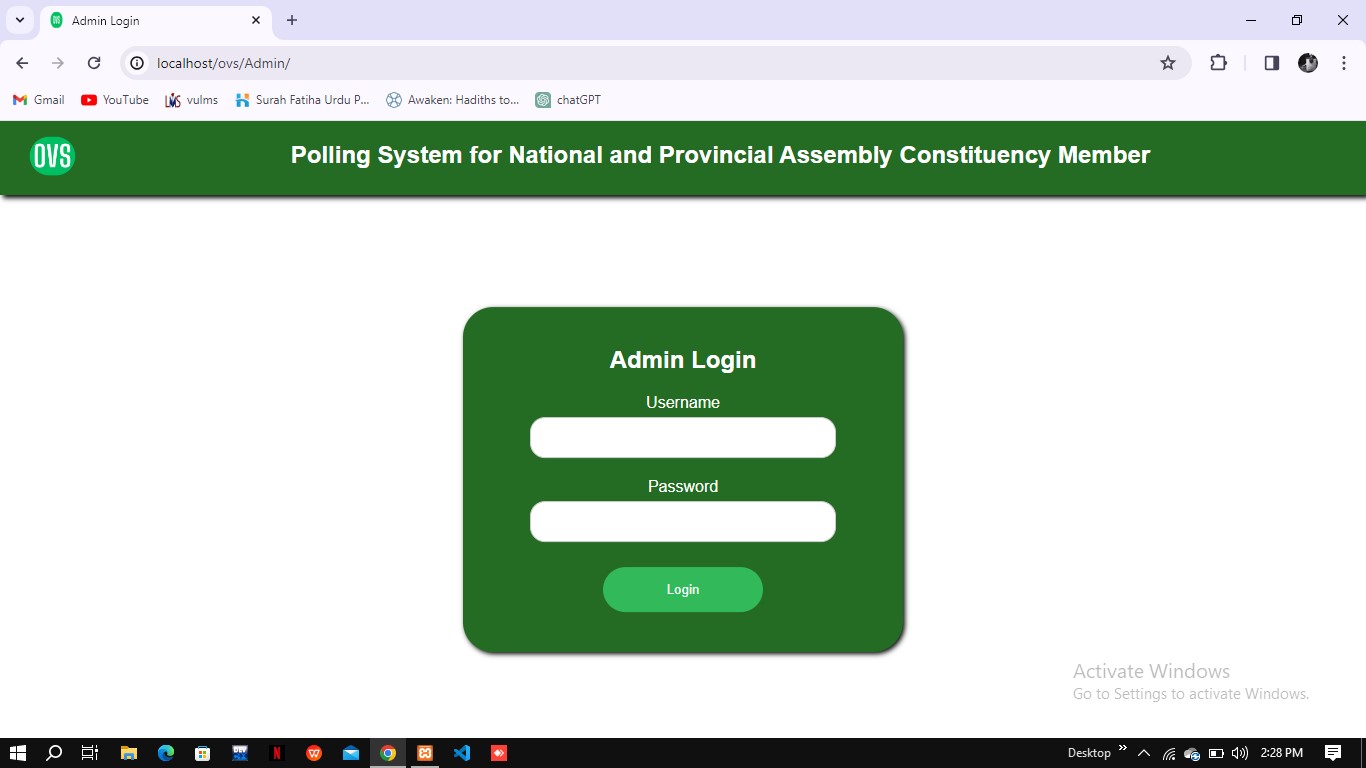 Admin Login
localhost/ovs/Admin/
Gmail YouTube vulms Surah Fatiha Urdu P... Awaken: Hadiths to... chatGPT
OVS Polling System for National and Provincial Assembly Constituency Member
Admin Login
Username
Password
Login
Activate Windows
Go to Settings to activate Windows.
Desktop 2:28 PM